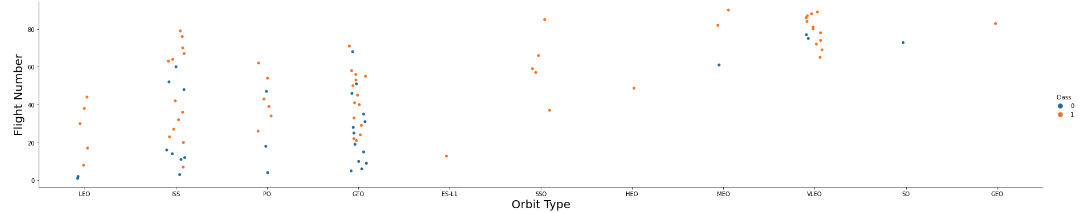 80
60
40
20
0
Flight Number
LEO
ISS
PO
GTO
ES-L1
SSO
HEO
MEO
VLEO
SO
GEO
Orbit Type
Class
0
1